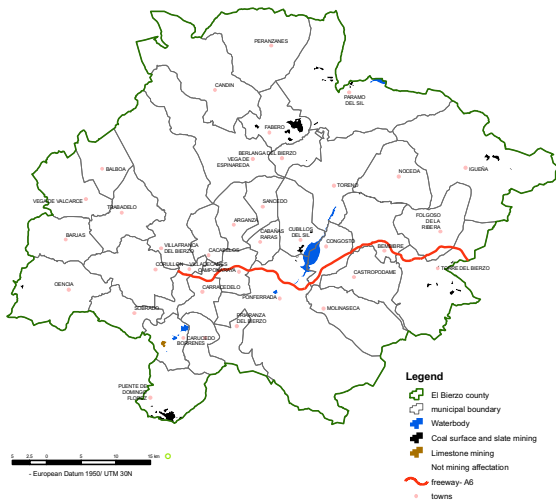 PERANZANES
CANDIN
PARAMO
DEL SIL
FABERO
BERLANGA DEL BIERZO
VEGA DE
ESPINAREDA
BALBOA
NOCEDA
IGUEÑA
TORENO
VEGA DE VALCARCE
TRABADELO
SANCEDO
FOLGOSO
DE LA
RIBERA
ARGANZA
BARJAS
CUBILLOS
DEL SIL
CABAÑAS
RARAS
VILLAFRANCA
DEL BIERZO
CACABELOS
CONGOSTO
BEMBIBRE
CORULLON
VILLADECANES
CAMPONARAYA
TORRE DEL BIERZO
CASTROPODAME
OENCIA
CARRACEDELO
PONFERRADA
SOBRADO
MOLINASECA
PRIARANZA
DEL BIERZO
CARUCEDO
BORRENES
PUENTE DE
DOMINGO
FLOREZ
Legend
El Bierzo county
municipal boundary
Waterbody
Coal surface and slate mining
Limestone mining
Not mining affectation
freeway- A6
towns
5 2.5 0 5 10 15 km
- European Datum 1950/ UTM 30N